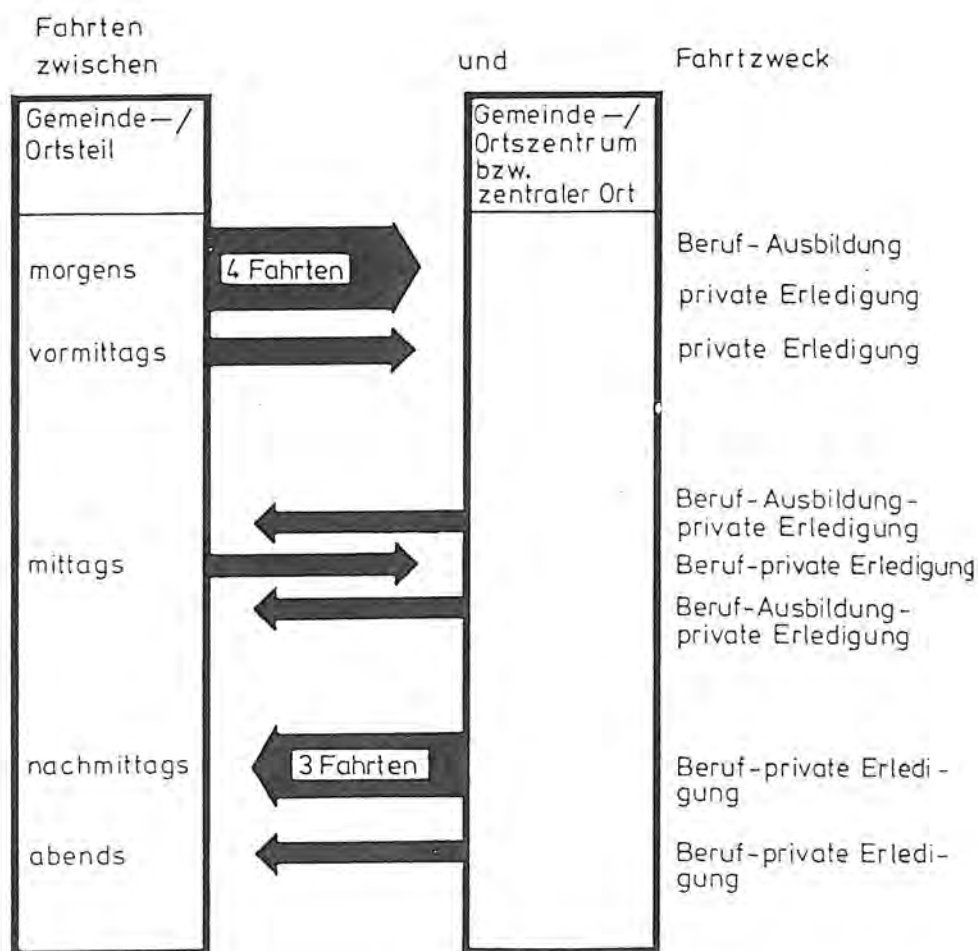 Fahrten
zwischen
und
Fahrtzweck
Gemeinde—/
Ortsteil
Gemeinde—/
Ortszentrum
bzw.
zentraler Ort
morgens
4 Fahrten
Beruf-Ausbildung
private Erledigung
vormittags
private Erledigung
mittags
Beruf-Ausbildung-
private Erledigung
Beruf-private Erledigung
Beruf-Ausbildung-
private Erledigung
nachmittags
3 Fahrten
Beruf-private Erledi-
gung
abends
Beruf-private Erledi-
gung